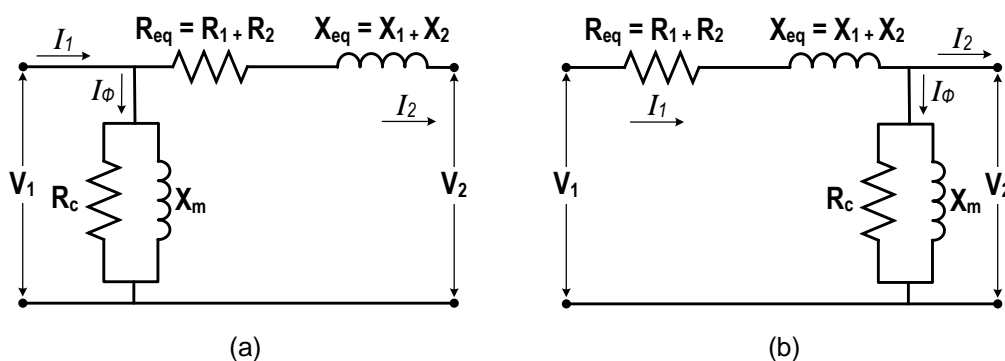 I1
Req = R1 + R2
Xeq = X1 + X2
IΦ
I2
V1
Rc
Xm
V2
(a)
Req = R1 + R2
Xeq = X1 + X2
I2
I1
IΦ
V1
Rc
Xm
V2
(b)